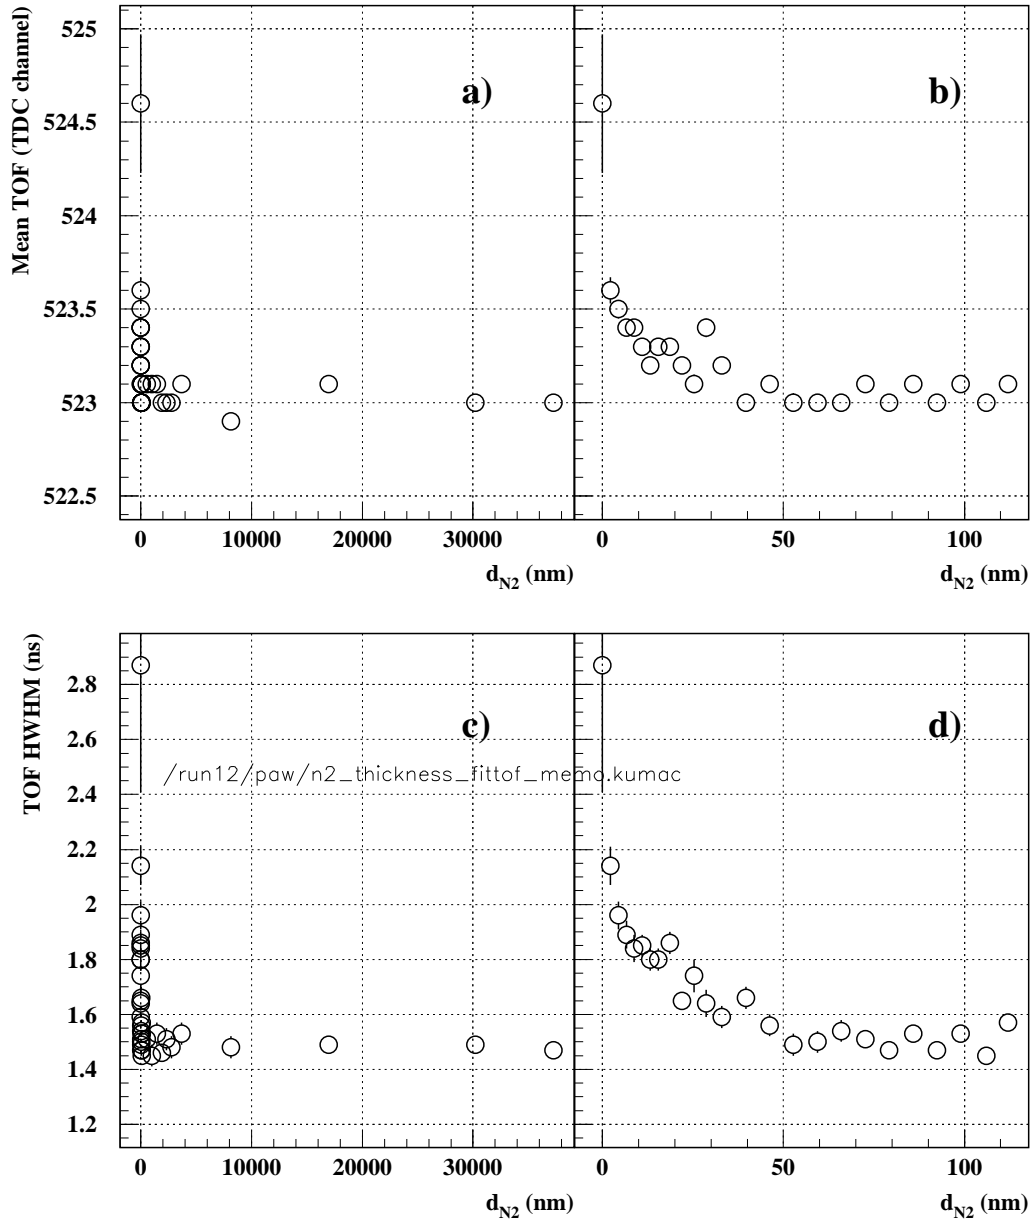 Mean TOF (TDC channel)
525
524.5
524
523.5
523
522.5
a)
b)
0 10000 20000 30000
0 50 100
d_N2 (nm)
d_N2 (nm)
TOF HWHM (ns)
2.8
2.6
2.4
2.2
2
1.8
1.6
1.4
1.2
c)
d)
/run12/paw/n2_thickness_fittof_memo.kumac
0 10000 20000 30000
0 50 100
d_N2 (nm)
d_N2 (nm)